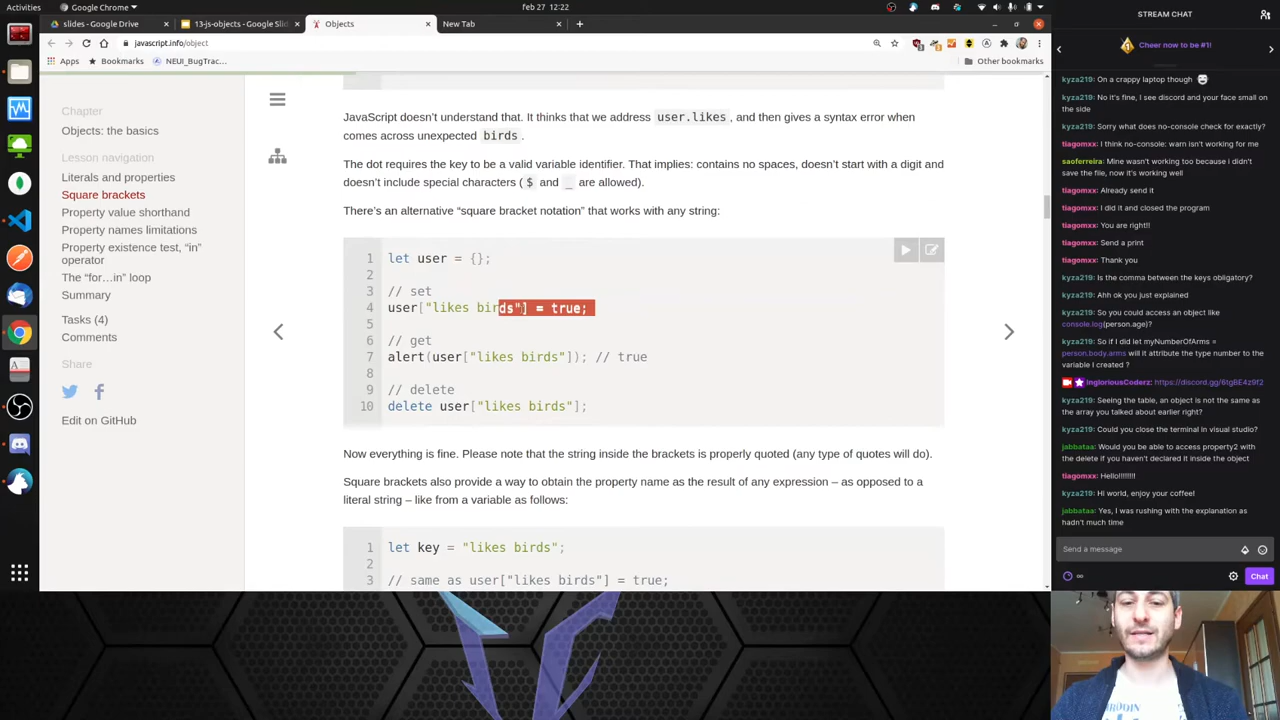 Activities
Google Chrome
feb 27 12:22
slides - Google Drive
13-js-objects - Google Slid
Objects
New Tab
javascript.info/object
Apps
Bookmarks
NEUI_BugTrac...
Other bookmarks
Chapter
Objects: the basics
Lesson navigation
Literals and properties
Square brackets
Property value shorthand
Property names limitations
Property existence test, “in”
operator
The “for…in” loop
Summary
Tasks (4)
Comments
Share
Edit on GitHub
JavaScript doesn’t understand that. It thinks that we address user.likes , and then gives a syntax error when
comes across unexpected birds .
The dot requires the key to be a valid variable identifier. That implies: contains no spaces, doesn’t start with a digit and
doesn’t include special characters ( $ and _ are allowed).
There’s an alternative “square bracket notation” that works with any string:
1 let user = {};
2
3 // set
4 user["likes birds"] = true;
5
6 // get
7 alert(user["likes birds"]); // true
8
9 // delete
10 delete user["likes birds"];
Now everything is fine. Please note that the string inside the brackets is properly quoted (any type of quotes will do).
Square brackets also provide a way to obtain the property name as the result of any expression – as opposed to a
literal string – like from a variable as follows:
1 let key = "likes birds";
2
3 // same as user["likes birds"] = true;
STREAM CHAT
Cheer now to be #1!
kyza219: On a crappy laptop though
kyza219: No it's fine, I see discord and your face small on
the side
kyza219: Sorry what does no-console check for exactly?
tiagomxx: I think no-console: warn isn't working for me
saoferreira: Mine wasn't working too because i didn't
save the file, now it's working well
tiagomxx: Already send it
tiagomxx: I did it and closed the program
tiagomxx: You are right!!
tiagomxx: Send a print
tiagomxx: Thank you
kyza219: Is the comma between the keys obligatory?
kyza219: Ahh ok you just explained
kyza219: So you could access an object like
console.log(person.age)?
kyza219: So if I did let myNumberOfArms =
person.body.arms will it attribute the type number to the
variable I created ?
ingloriousCoderz: https://discord.gg/6tgBE4z9f2
kyza219: Seeing the table, an object is not the same as
the array you talked about earlier right?
kyza219: Could you close the terminal in visual studio?
jabbataa: Would you be able to access property2 with
the delete if you haven't declared it inside the object
tiagomxx: Hello!!!!!!!!
kyza219: Hi world, enjoy your coffee!
jabbataa: Yes, I was rushing with the explanation as
hadn't much time
Send a message
Chat